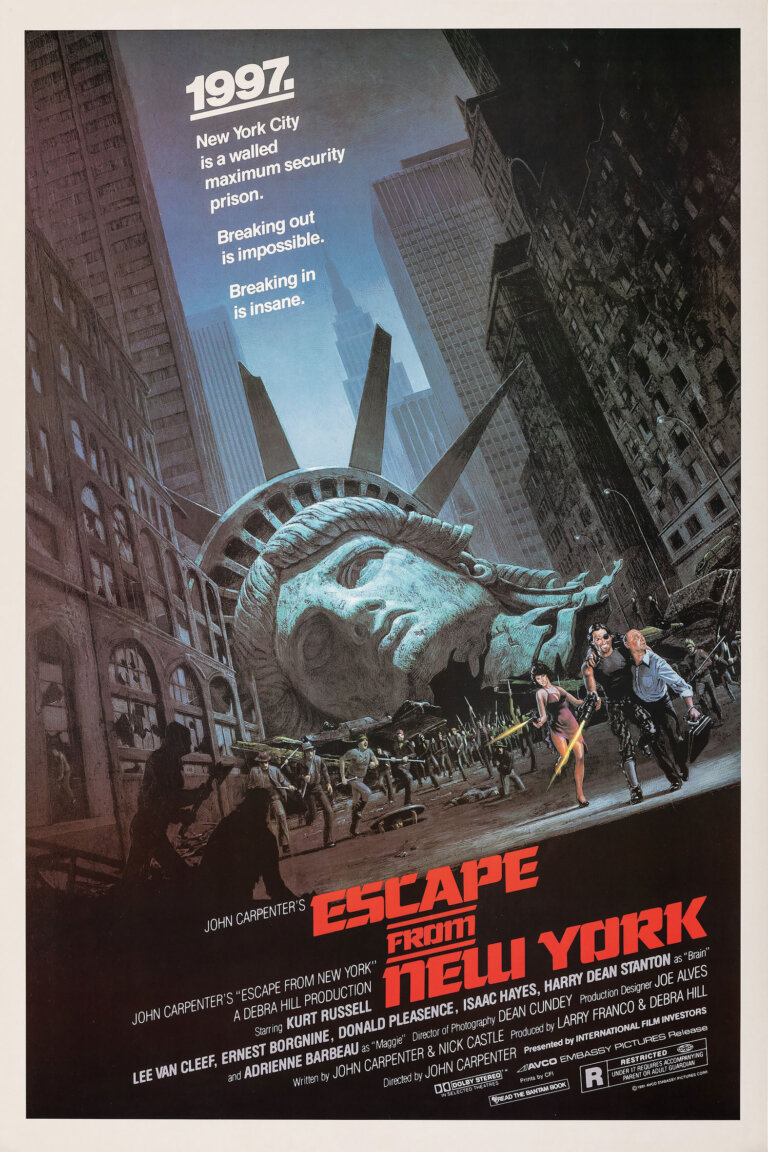 1997.
New York City
is a walled
maximum security
prison.
Breaking out
is impossible.
Breaking in
is insane.
JOHN CARPENTER'S
ESCAPE
FROM
NEW YORK
JOHN CARPENTER'S "ESCAPE FROM NEW YORK"
A DEBRA HILL PRODUCTION
Starring KURT RUSSELL
LEE VAN CLEEF, ERNEST BORGNINE, DONALD PLEASENCE, ISAAC HAYES, HARRY DEAN STANTON as "Brain"
and ADRIENNE BARBEAU as "Maggie" Director of Photography DEAN CUNDEY Production Designer JOE ALVES
Written by JOHN CARPENTER & NICK CASTLE Produced by LARRY FRANCO & DEBRA HILL
Directed by JOHN CARPENTER Presented by INTERNATIONAL FILM INVESTORS
AVCO EMBASSY PICTURES Release
DOLBY STEREO
IN SELECTED THEATRES
Prints by CFI
READ THE BANTAM BOOK
R
RESTRICTED
UNDER 17 REQUIRES ACCOMPANYING
PARENT OR ADULT GUARDIAN
© 1981 AVCO EMBASSY PICTURES CORP.